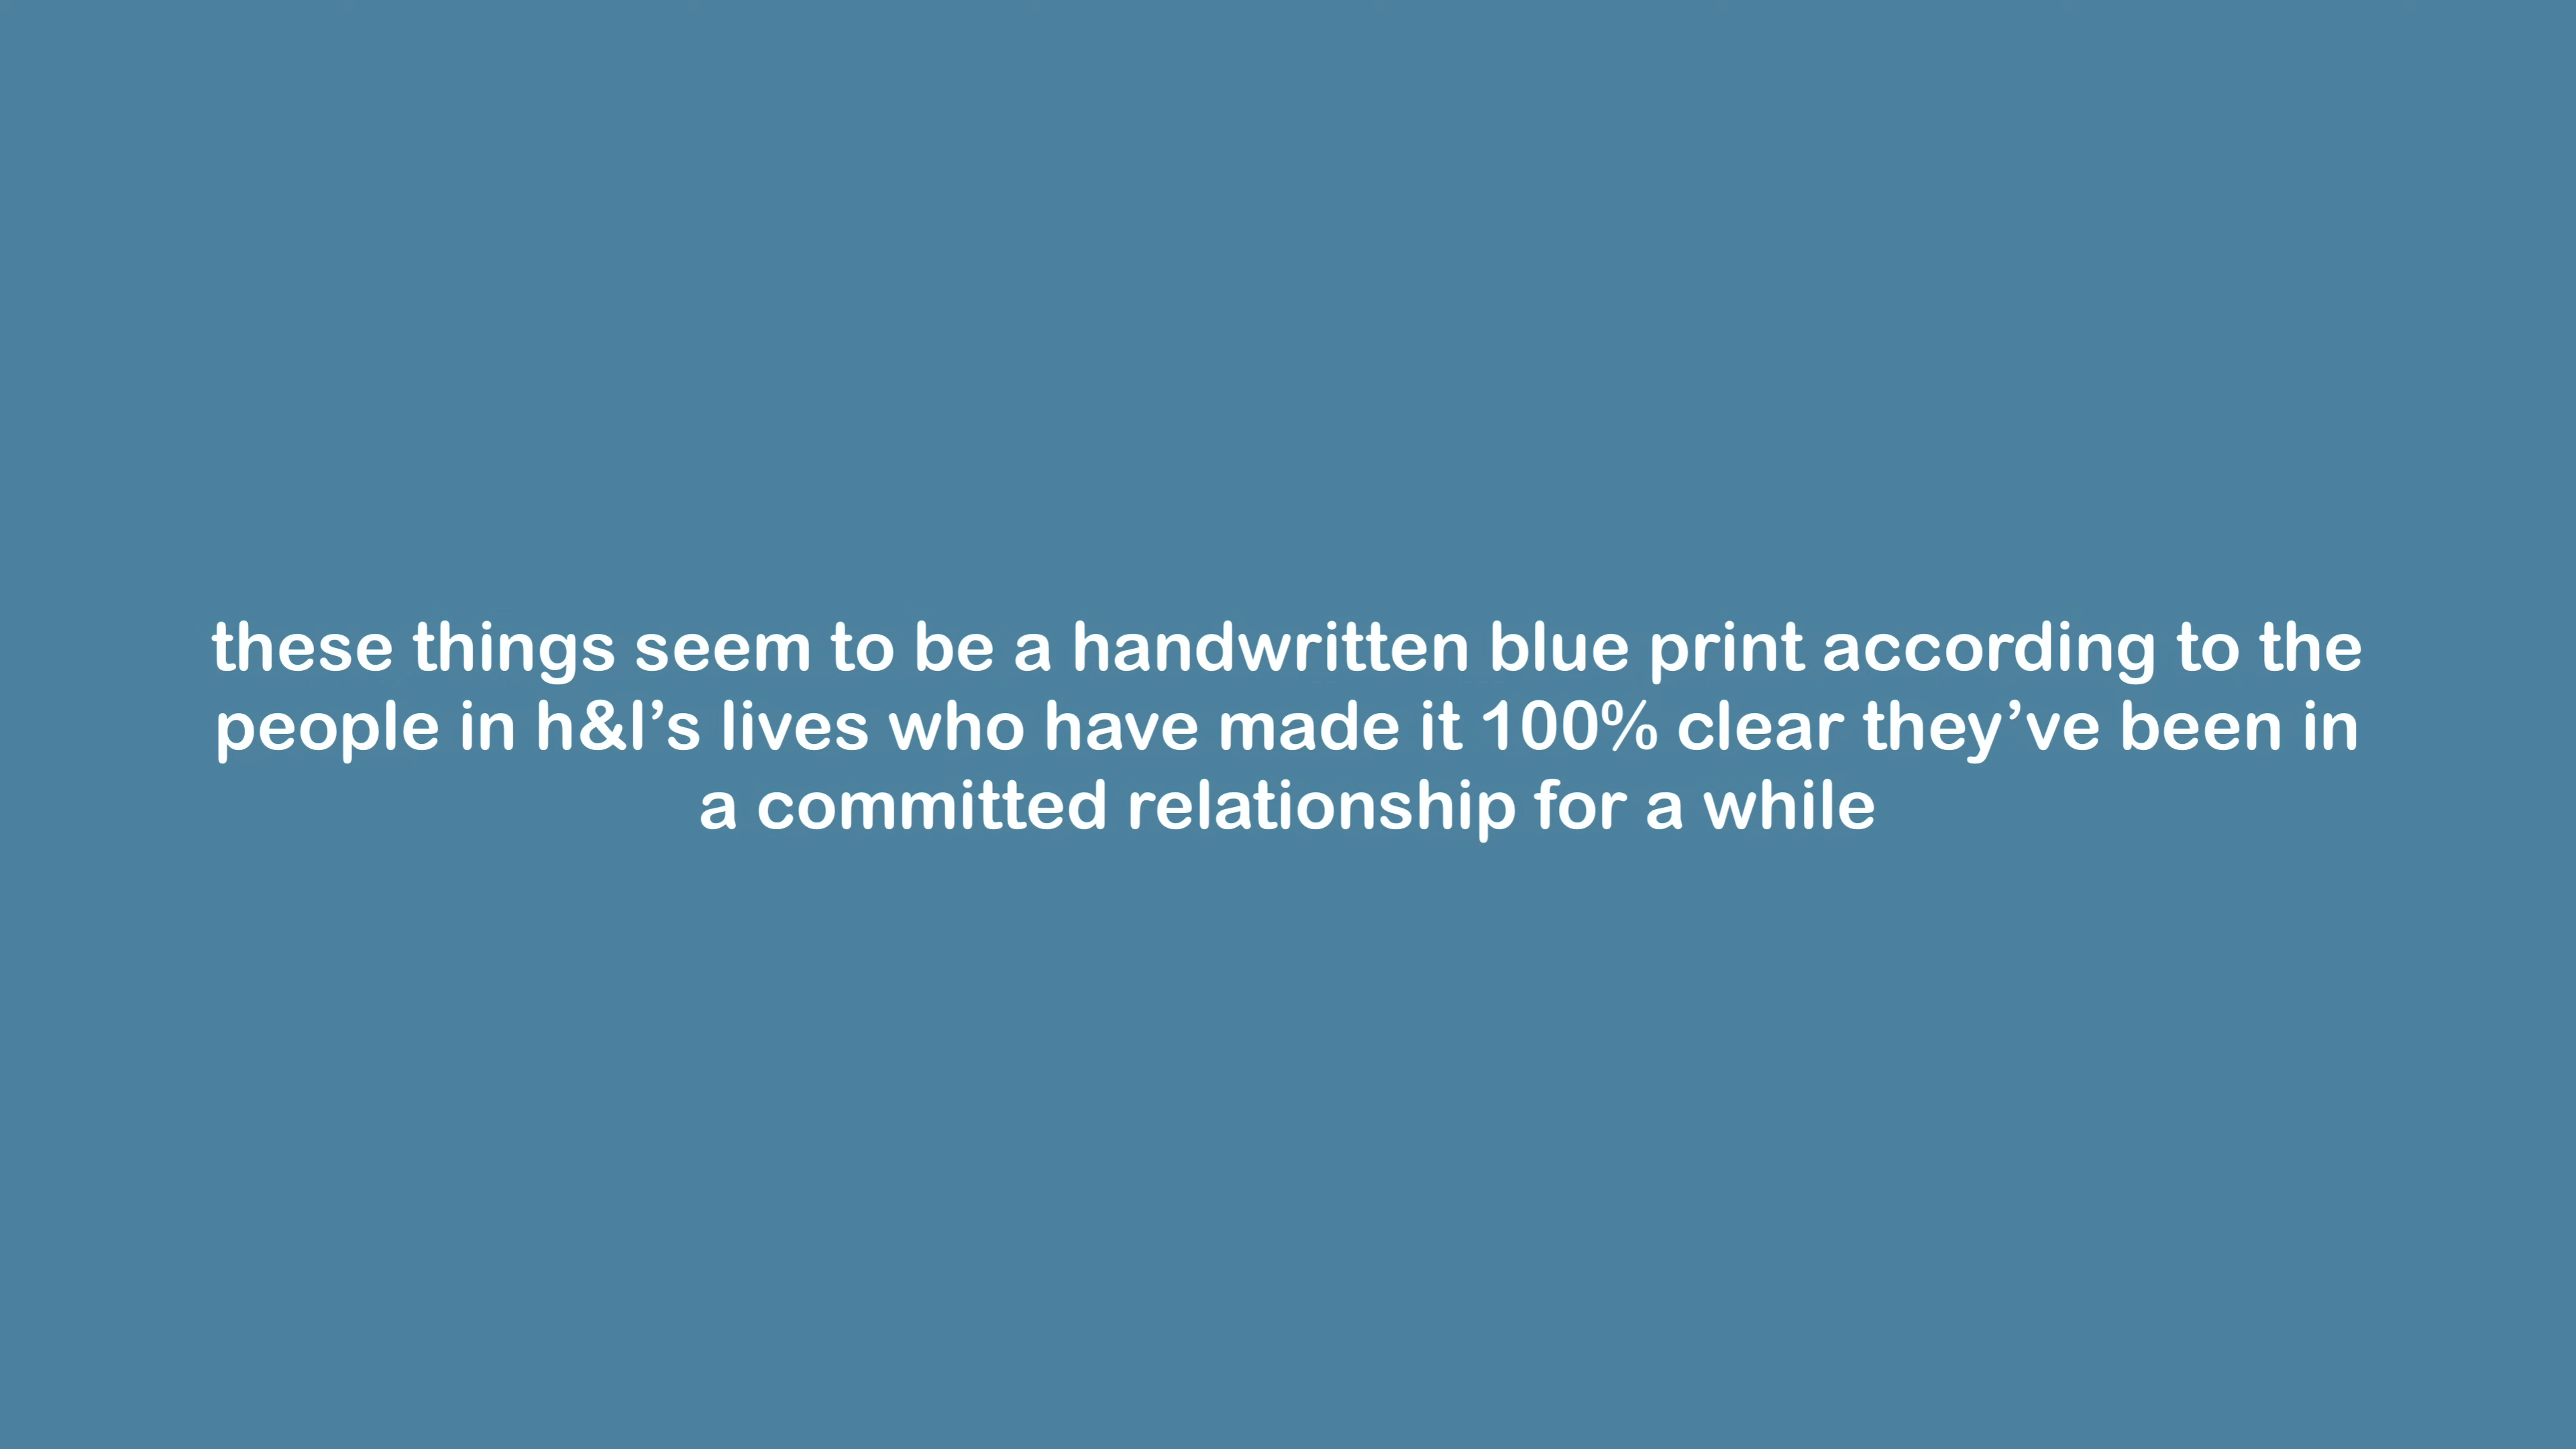 these things seem to be a handwritten blue print according to the
people in h&l’s lives who have made it 100% clear they’ve been in
a committed relationship for a while